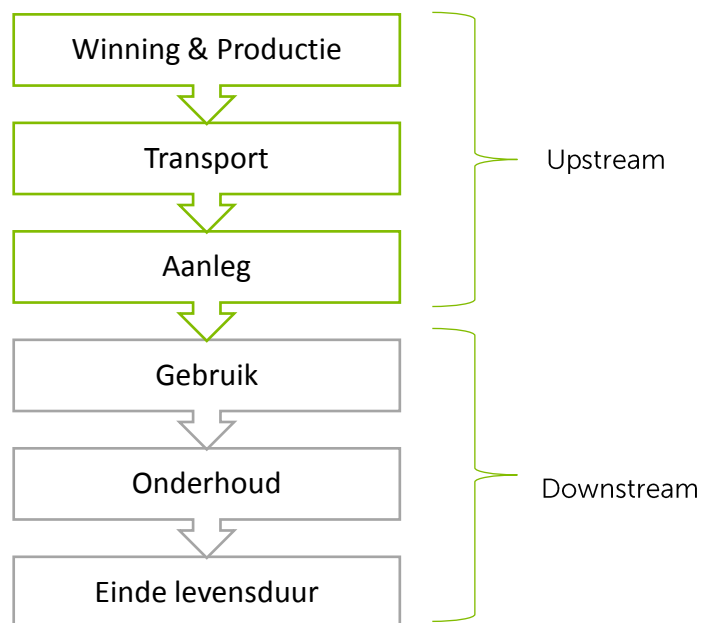 Winning & Productie
Transport
Upstream
Aanleg
Gebruik
Onderhoud
Downstream
Einde levensduur